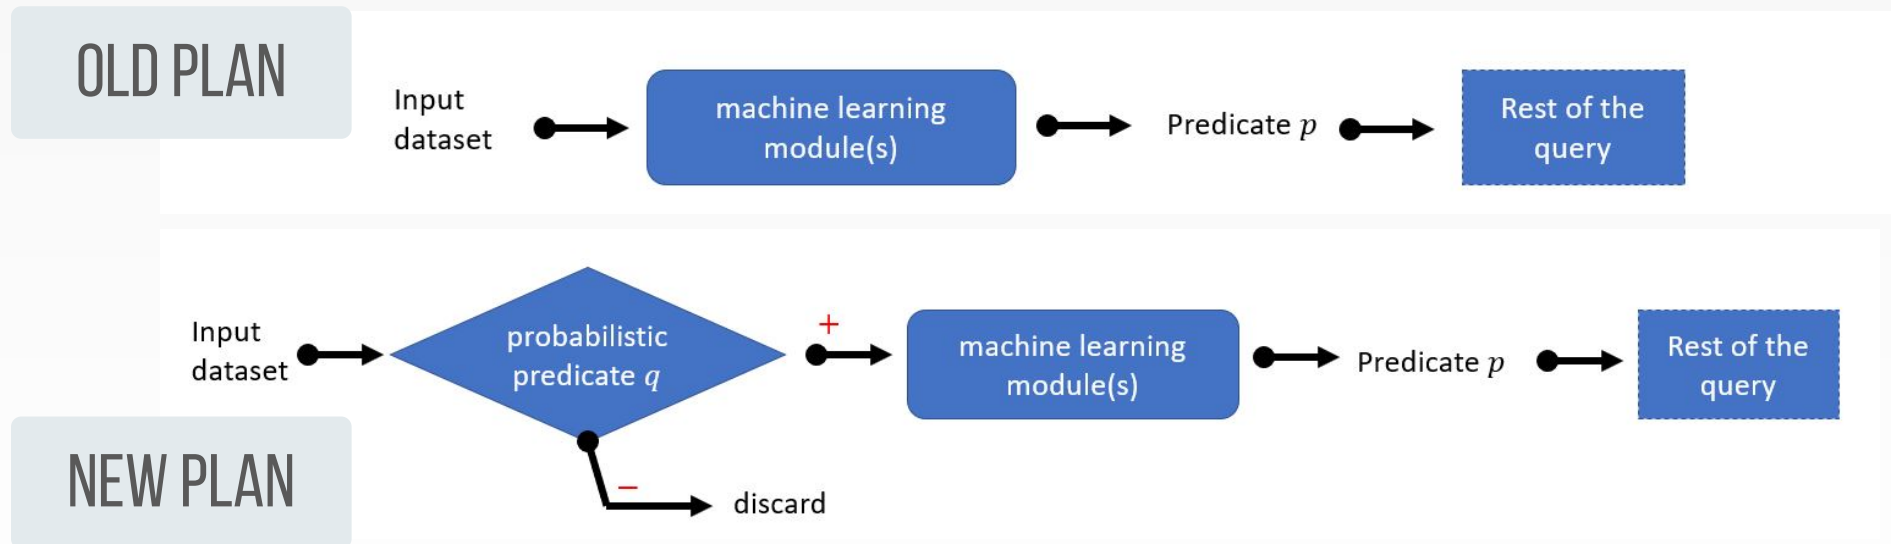 OLD PLAN
Input
dataset
machine learning
module(s)
Predicate p
Rest of the
query
Input
dataset
probabilistic
predicate q
+
machine learning
module(s)
Predicate p
Rest of the
query
NEW PLAN
−
discard